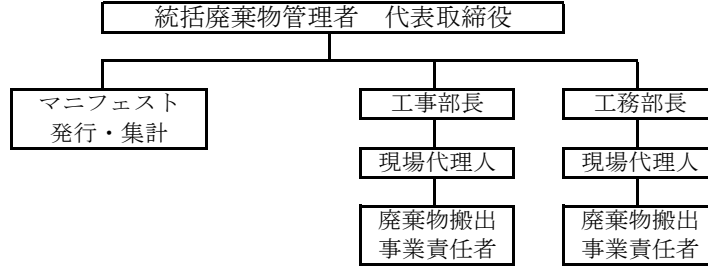 統括廃棄物管理者　代表取締役
マニフェスト
発行・集計
工事部長
工務部長
現場代理人
現場代理人
廃棄物搬出
事業責任者
廃棄物搬出
事業責任者